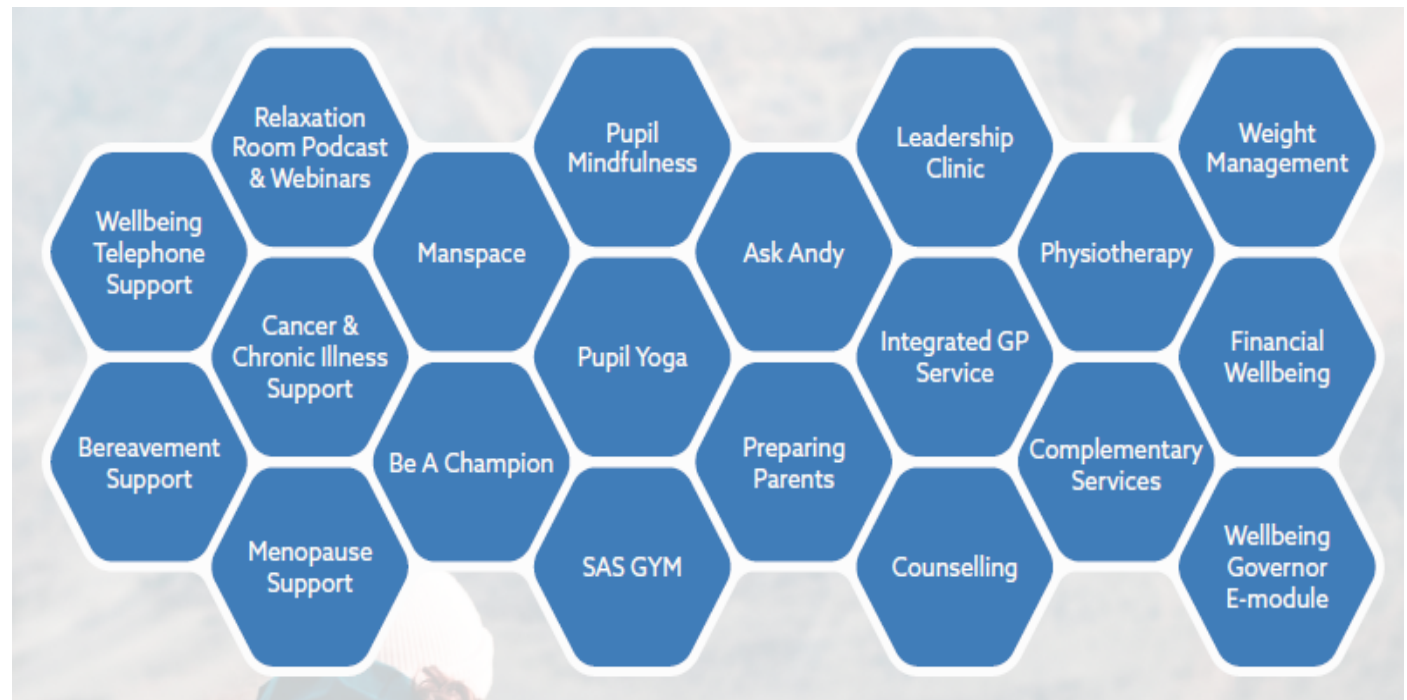 Relaxation
Room Podcast
& Webinars
Pupil
Mindfulness
Leadership
Clinic
Weight
Management
Wellbeing
Telephone
Support
Manspace
Ask Andy
Physiotherapy
Cancer &
Chronic Illness
Support
Pupil Yoga
Integrated GP
Service
Financial
Wellbeing
Bereavement
Support
Be A Champion
Preparing
Parents
Complementary
Services
Menopause
Support
SAS GYM
Counselling
Wellbeing
Governor
E-module